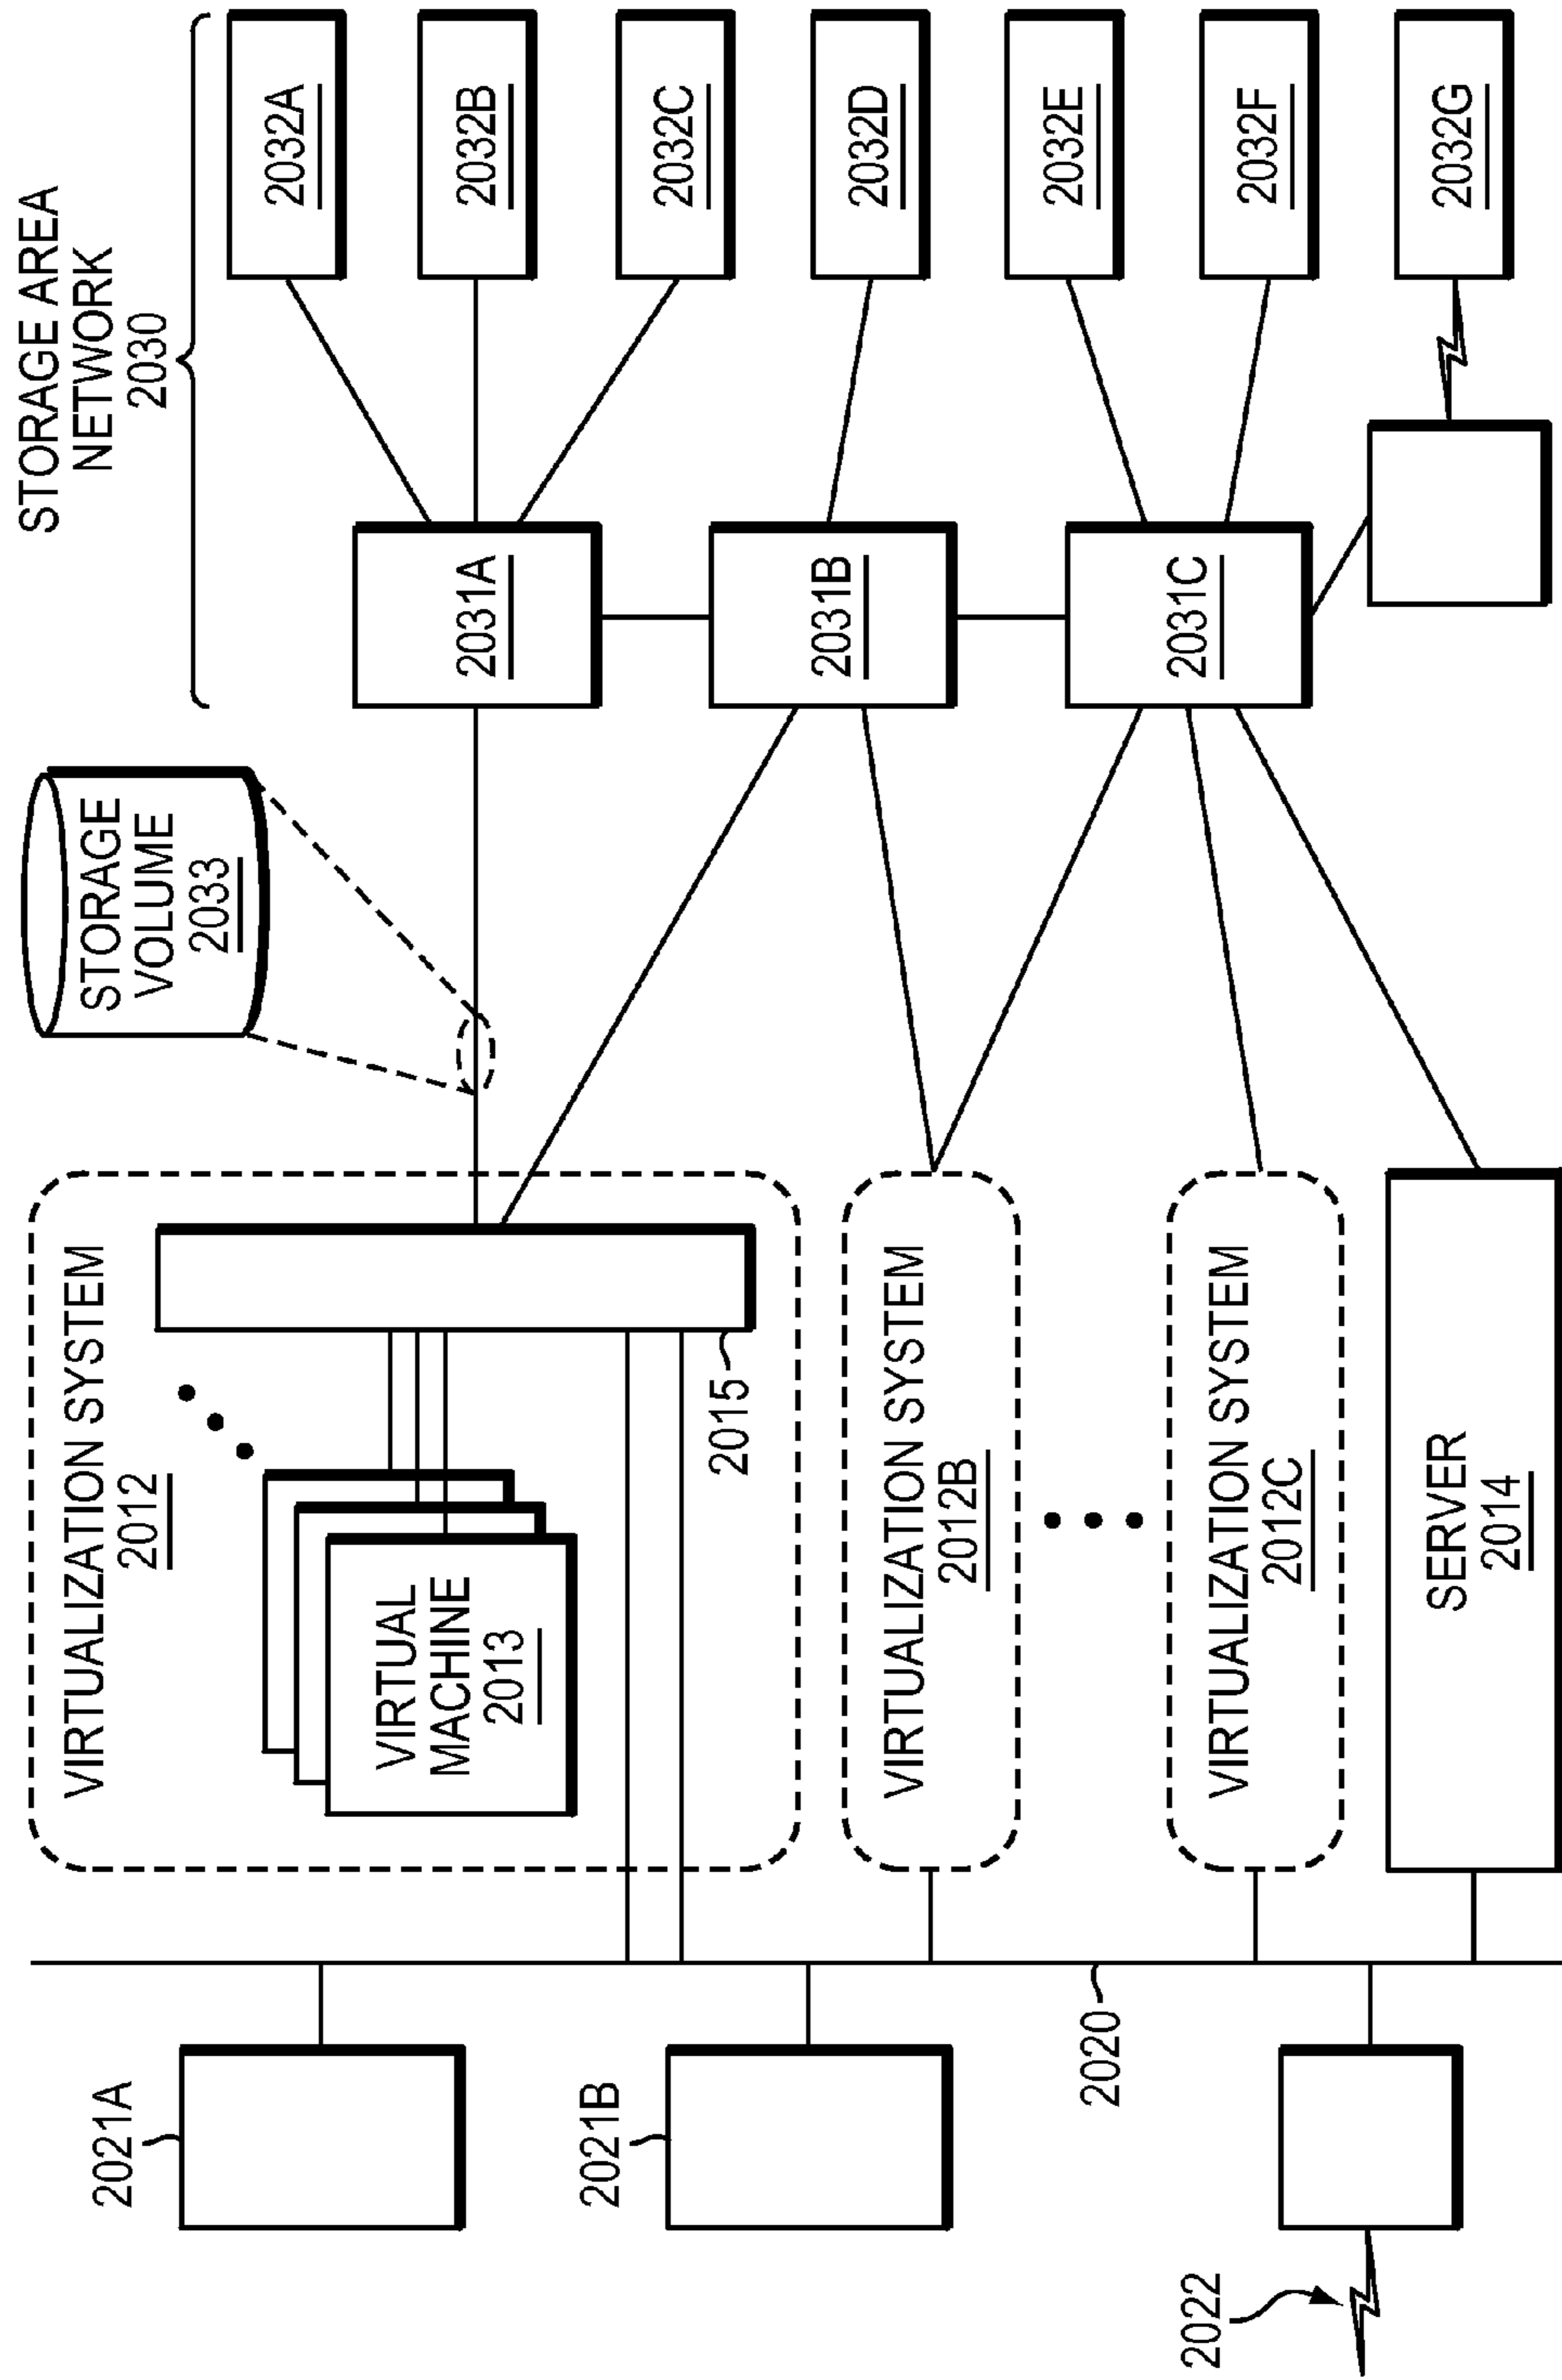 STORAGE AREA
NETWORK
2030
2032A
2032B
2032C
2032D
2032E
2032F
2032G
2031A
2031B
2031C
STORAGE
VOLUME
2033
VIRTUALIZATION SYSTEM
2012
VIRTUAL
MACHINE
2013
2015
VIRTUALIZATION SYSTEM
2012B
VIRTUALIZATION SYSTEM
2012C
SERVER
2014
2021A
2021B
2020
2022